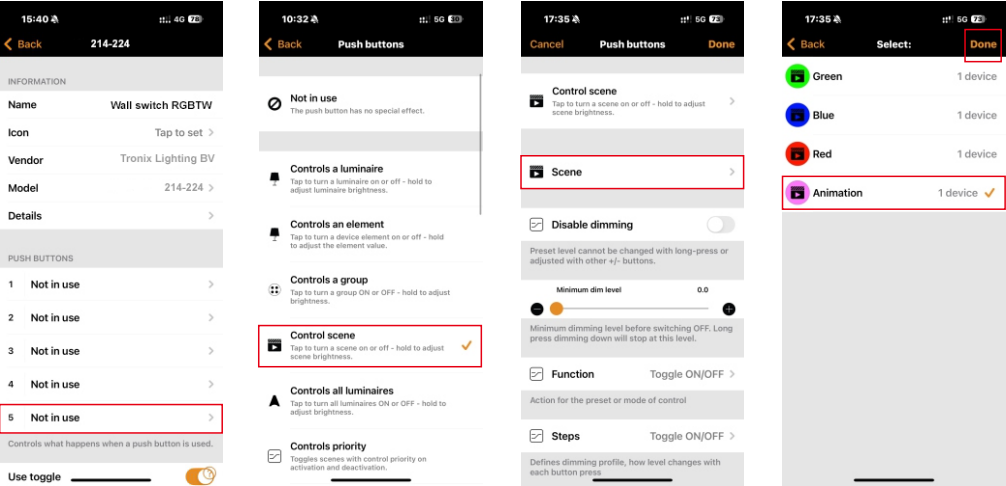 15:40
4G 72
Back
214-224
INFORMATION
Name Wall switch RGBTW
Icon Tap to set
Vendor Tronix Lighting BV
Model 214-224
Details
PUSH BUTTONS
1 Not in use
2 Not in use
3 Not in use
4 Not in use
5 Not in use
Controls what happens when a push button is used.
Use toggle
10:32
5G
Back
Push buttons
Not in use
The push button has no special effect.
Controls a luminaire
Tap to turn a luminaire on or off - hold to
adjust luminaire brightness.
Controls an element
Tap to turn a device element on or off - hold
to adjust the element value.
Controls a group
Tap to turn a group ON or OFF - hold to adjust
brightness.
Control scene
Tap to turn a scene on or off - hold to adjust
scene brightness.
Controls all luminaires
Tap to turn all luminaires ON or OFF - hold to
adjust brightness.
Controls priority
Toggles scenes with control priority on
activation and deactivation.
17:35
5G 73
Cancel
Push buttons
Done
Control scene
Tap to turn a scene on or off - hold to adjust
scene brightness.
Scene
Disable dimming
Preset level cannot be changed with long-press or
adjusted with other +/- buttons.
Minimum dim level 0.0
Minimum dimming level before switching OFF. Long
press dimming down will stop at this level.
Function Toggle ON/OFF
Action for the preset or mode of control
Steps Toggle ON/OFF
Defines dimming profile, how level changes with
each button press
17:35
5G 73
Back
Select:
Done
Green 1 device
Blue 1 device
Red 1 device
Animation 1 device